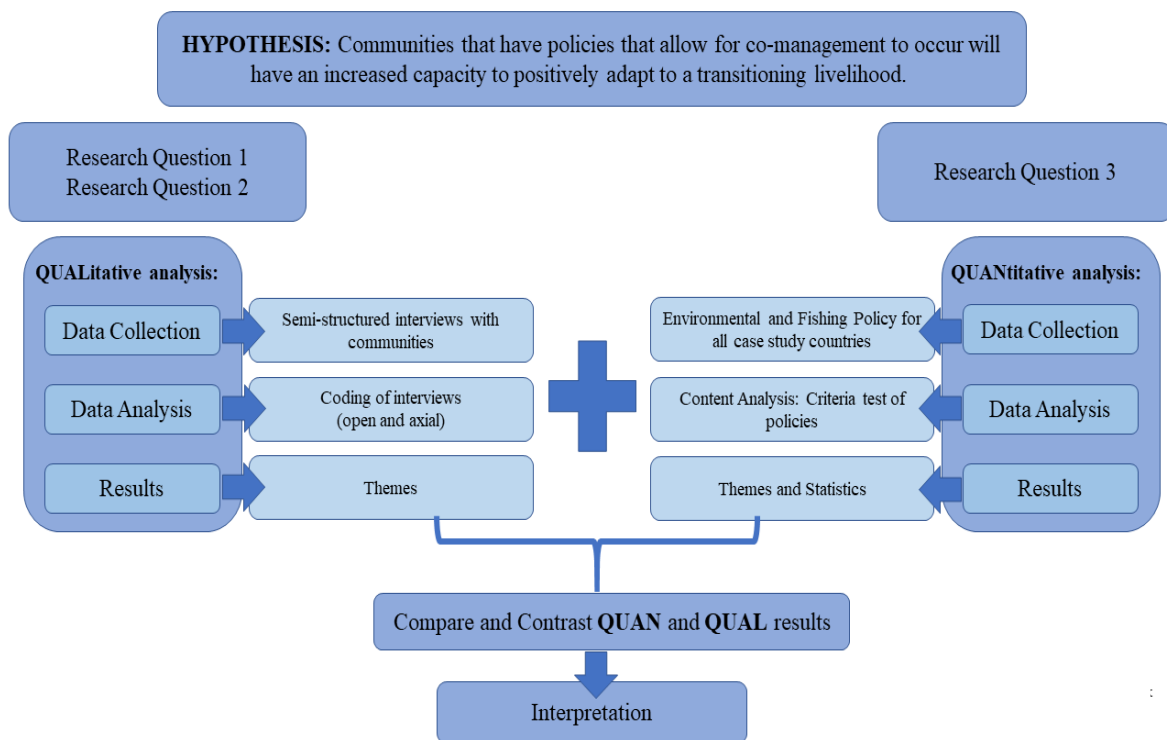 HYPOTHESIS: Communities that have policies that allow for co-management to occur will
have an increased capacity to positively adapt to a transitioning livelihood.
Research Question 1
Research Question 2
Research Question 3
QUALitative analysis:
Data Collection
Semi-structured interviews with
communities
Data Analysis
Coding of interviews
(open and axial)
Results
Themes
QUANtitative analysis:
Environmental and Fishing Policy for
all case study countries
Data Collection
Content Analysis: Criteria test of
policies
Data Analysis
Themes and Statistics
Results
Compare and Contrast QUAN and QUAL results
Interpretation
: